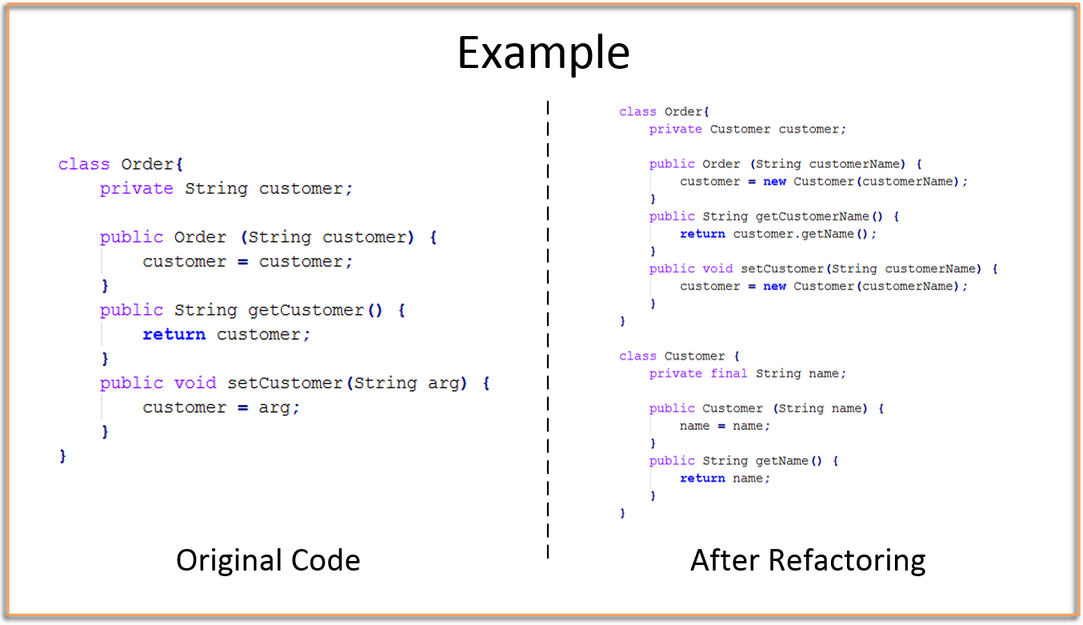 Example
class Order{
private String customer;
public Order (String customer) {
customer = customer;
}
public String getCustomer() {
return customer;
}
public void setCustomer(String arg) {
customer = arg;
}
}
Original Code
class Order{
private Customer customer;
public Order (String customerName) {
customer = new Customer(customerName);
}
public String getCustomerName() {
return customer.getName();
}
public void setCustomer(String customerName) {
customer = new Customer(customerName);
}
}
class Customer {
private final String name;
public Customer (String name) {
name = name;
}
public String getName() {
return name;
}
}
After Refactoring